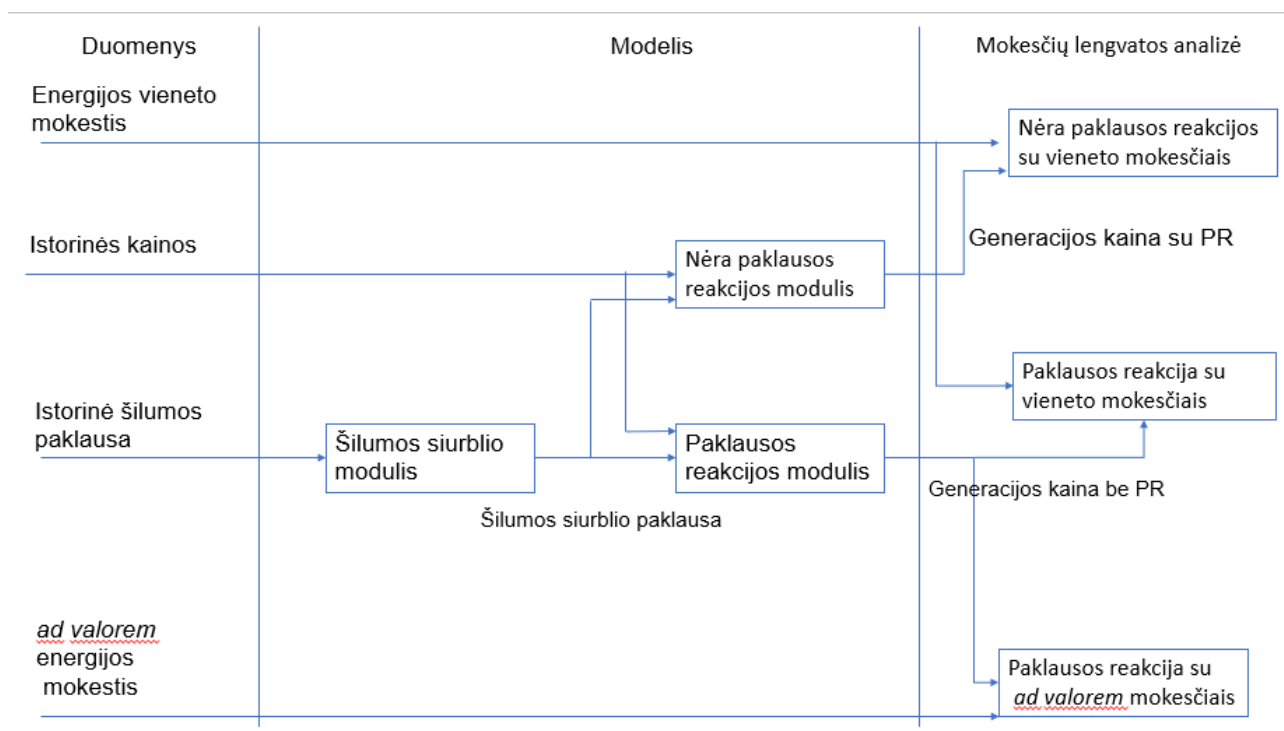 Duomenys
Modelis
Mokesčių lengvatos analizė
Energijos vieneto
mokestis
Nėra paklausos reakcijos
su vieneto mokesčiais
Istorinės kainos
Generacijos kaina su PR
Nėra paklausos
reakcijos modulis
Paklausos reakcija su
vieneto mokesčiais
Istorinė šilumos
paklausa
Šilumos siurblio
modulis
Paklausos
reakcijos modulis
Generacijos kaina be PR
Šilumos siurblio paklausa
ad valorem
energijos
mokestis
Paklausos reakcija su
ad valorem mokesčiais